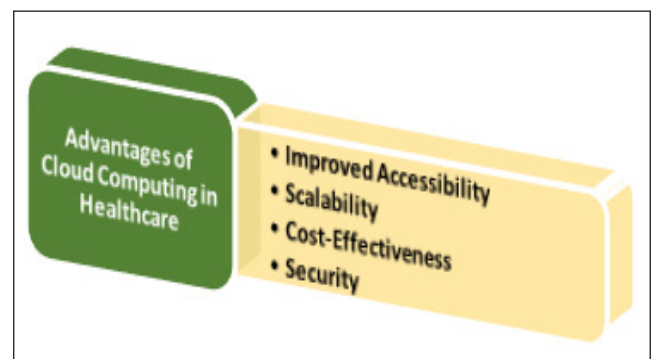 Advantages of
Cloud Computing in
Healthcare
• Improved Accessibility
• Scalability
• Cost-Effectiveness
• Security